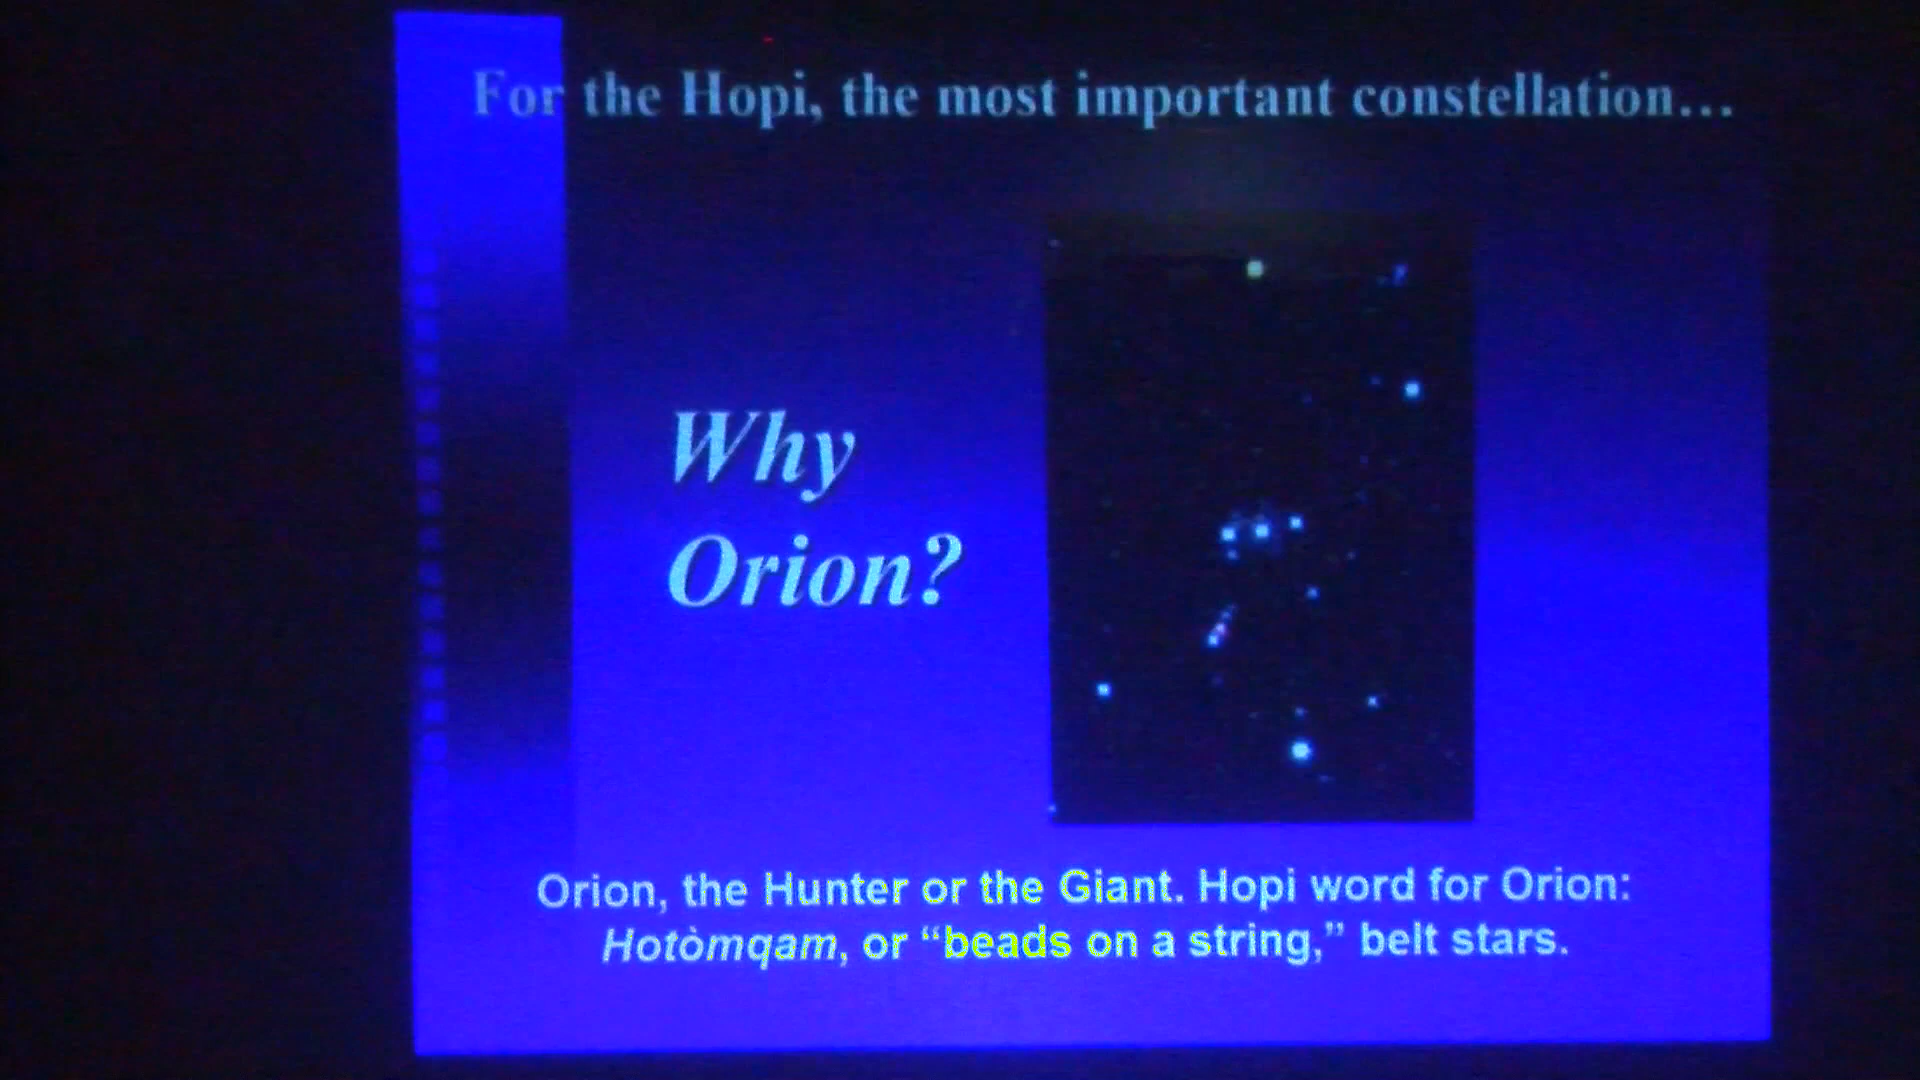 For the Hopi, the most important constellation…
Why
Orion?
Orion, the Hunter or the Giant. Hopi word for Orion:
Hotòmqam, or “beads on a string,” belt stars.